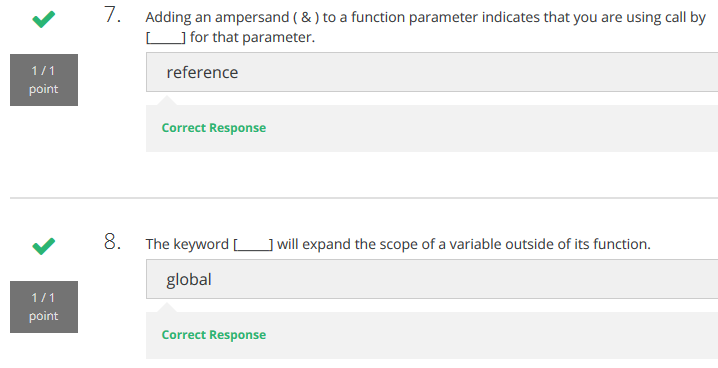 7.
Adding an ampersand ( & ) to a function parameter indicates that you are using call by
[____] for that parameter.
1 / 1
point
reference
Correct Response
8.
The keyword [____] will expand the scope of a variable outside of its function.
global
1 / 1
point
Correct Response